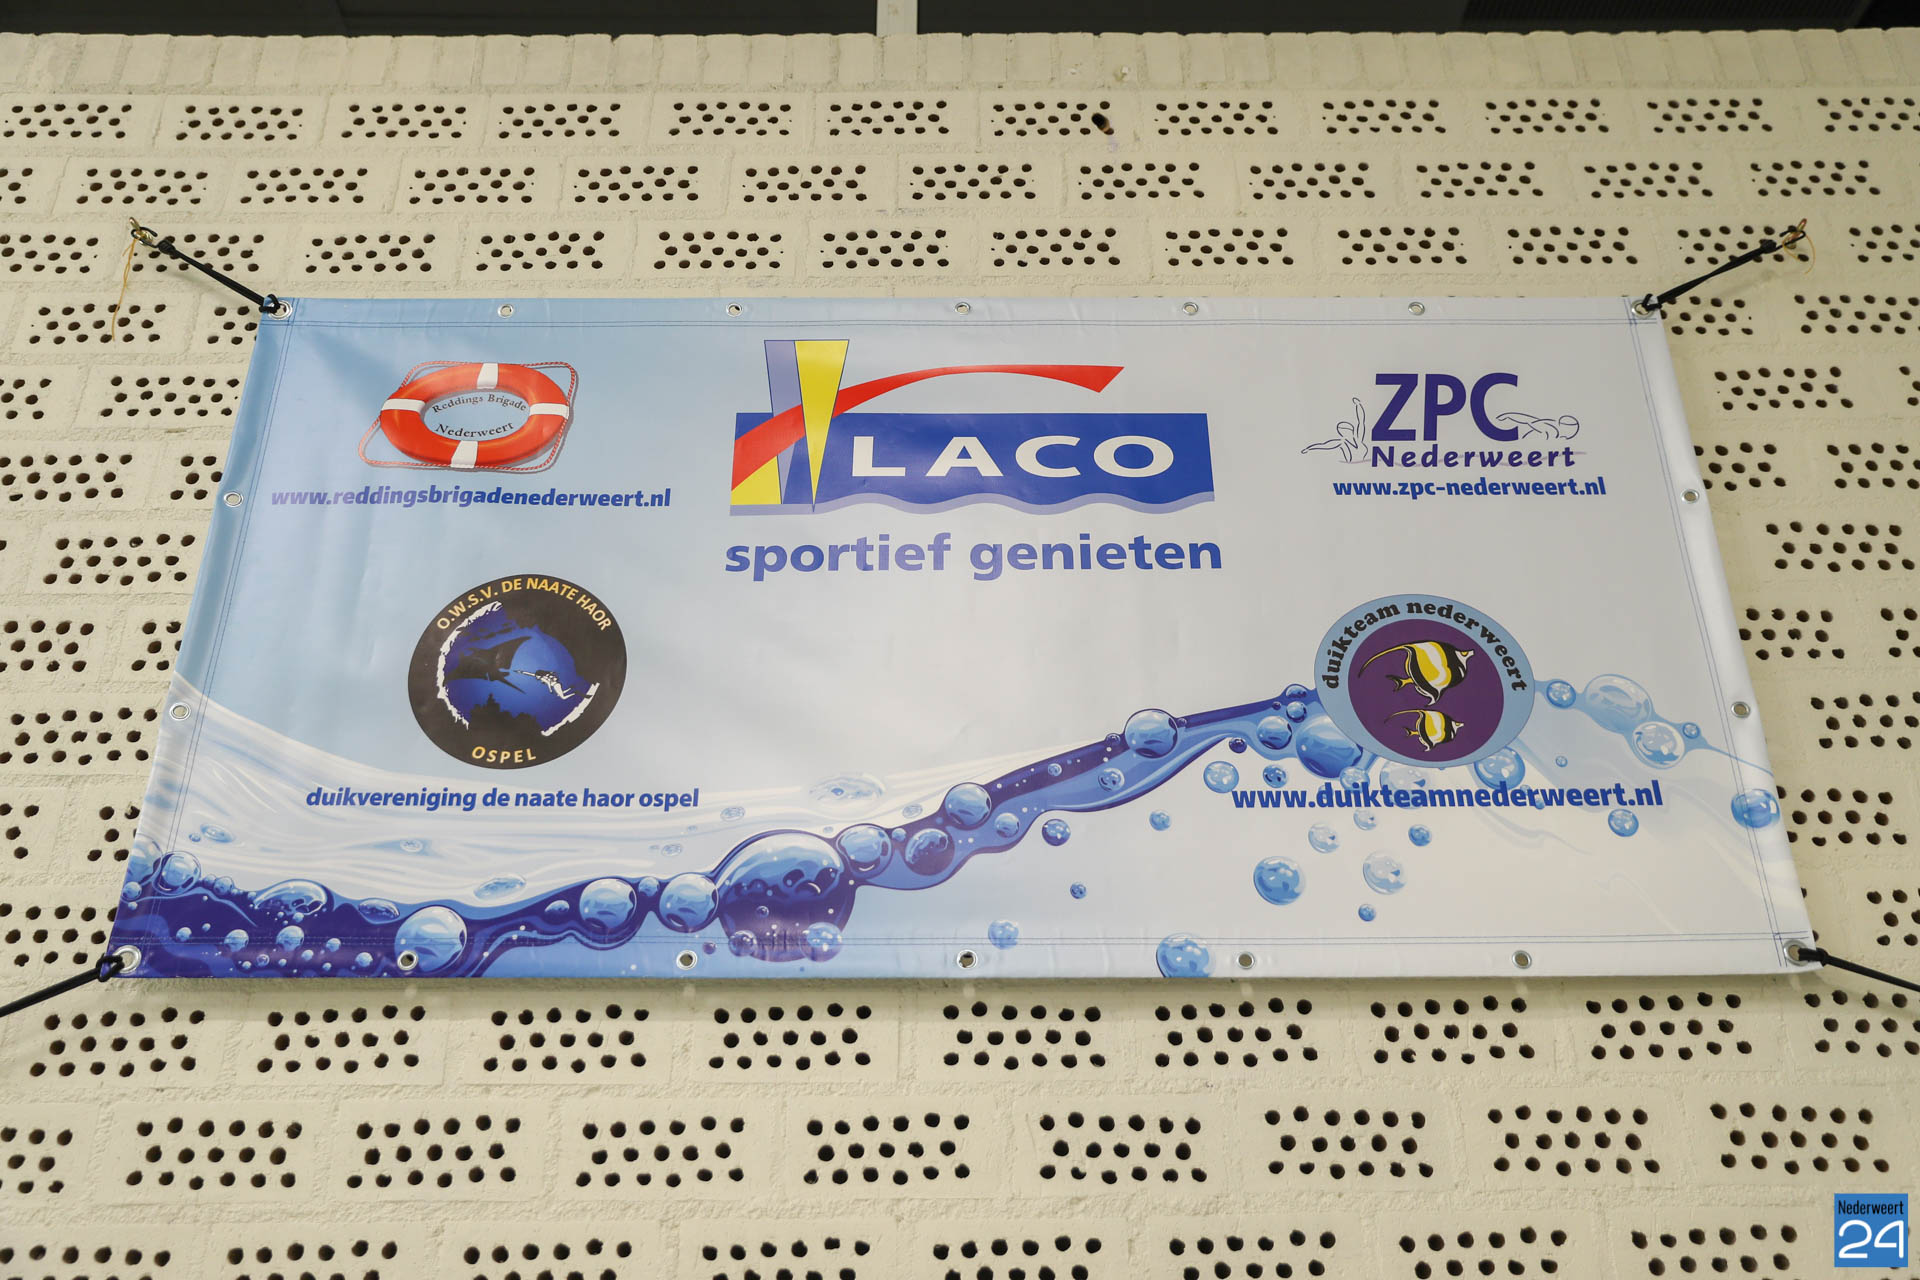 Reddings Brigade
Nederweert
www.reddingsbrigadenederweert.nl
LACO
sportief genieten
ZPC
Nederweert
www.zpc-nederweert.nl
O.W.S.V. DE NAATE HAOR
OSPEL
duikvereniging de naate haor ospel
duikteam nederweert
www.duikteamnederweert.nl
Nederweert
24